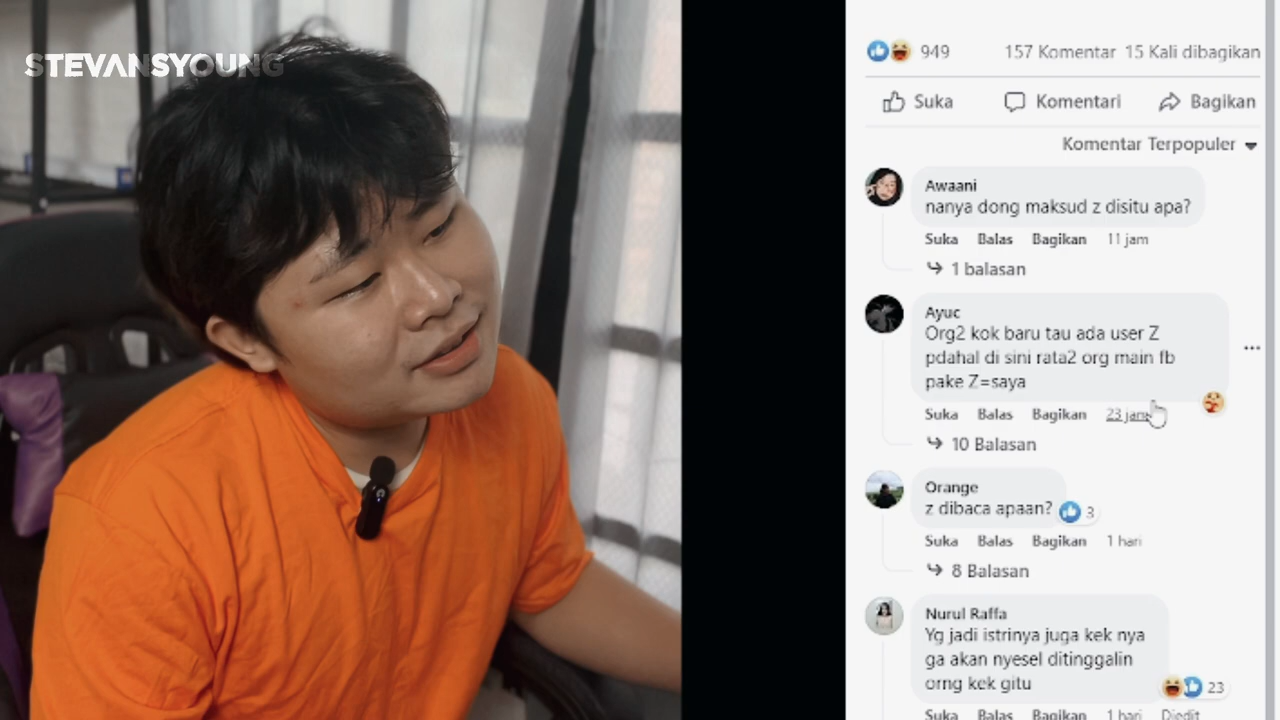 STEVANSYOUNG
949 157 Komentar 15 Kali dibagikan
Suka Komentari Bagikan
Komentar Terpopuler
Awaani
nanya dong maksud z disitu apa?
Suka Balas Bagikan 11 jam
1 balasan
Ayuc
Org2 kok baru tau ada user Z
pdahal di sini rata2 org main fb
pake Z=saya
Suka Balas Bagikan 23 jam
10 Balasan
Orange
z dibaca apaan?
3
Suka Balas Bagikan 1 hari
8 Balasan
Nurul Raffa
Yg jadi istrinya juga kek nya
ga akan nyesel ditinggalin
orng kek gitu
23
Suka Balas Bagikan 1 hari Diedit